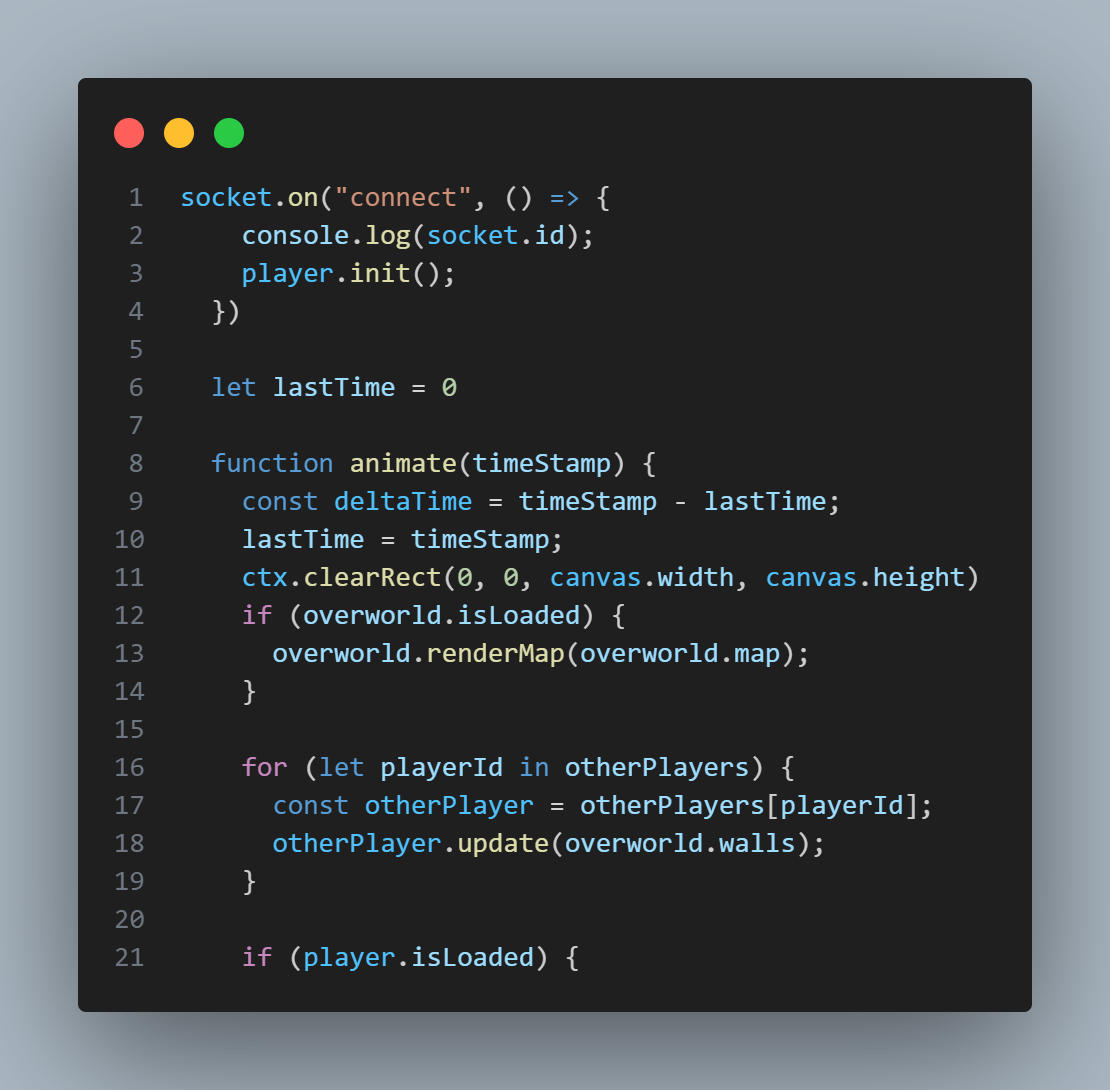 1 socket.on("connect", () => {
2     console.log(socket.id);
3     player.init();
4   })
5
6   let lastTime = 0
7
8   function animate(timeStamp) {
9     const deltaTime = timeStamp - lastTime;
10     lastTime = timeStamp;
11     ctx.clearRect(0, 0, canvas.width, canvas.height)
12     if (overworld.isLoaded) {
13       overworld.renderMap(overworld.map);
14     }
15
16     for (let playerId in otherPlayers) {
17       const otherPlayer = otherPlayers[playerId];
18       otherPlayer.update(overworld.walls);
19     }
20
21     if (player.isLoaded) {